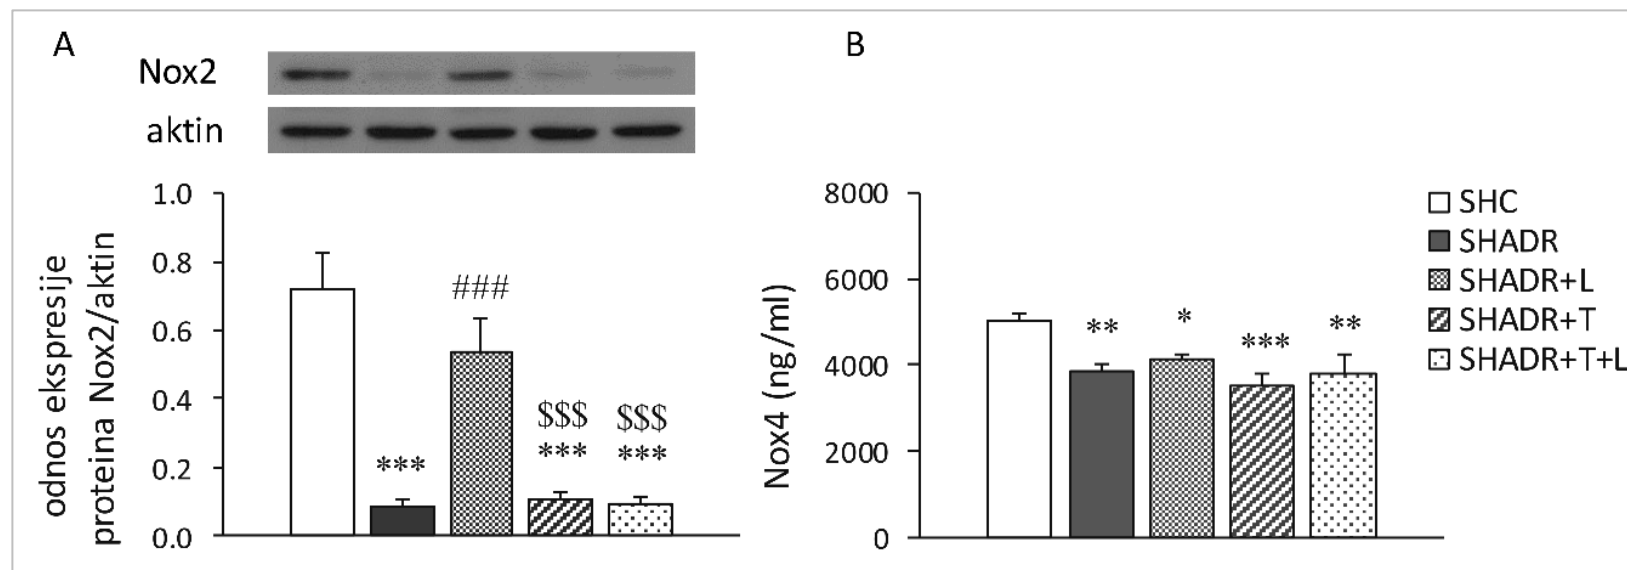 A
Nox2
aktin
odnos ekspresije
proteina Nox2/aktin
1.0
0.8
0.6
0.4
0.2
0.0
***
###
$$$
***
$$$
***
B
Nox4 (ng/ml)
8000
6000
4000
2000
0
**
*
***
**
SHC
SHADR
SHADR+L
SHADR+T
SHADR+T+L